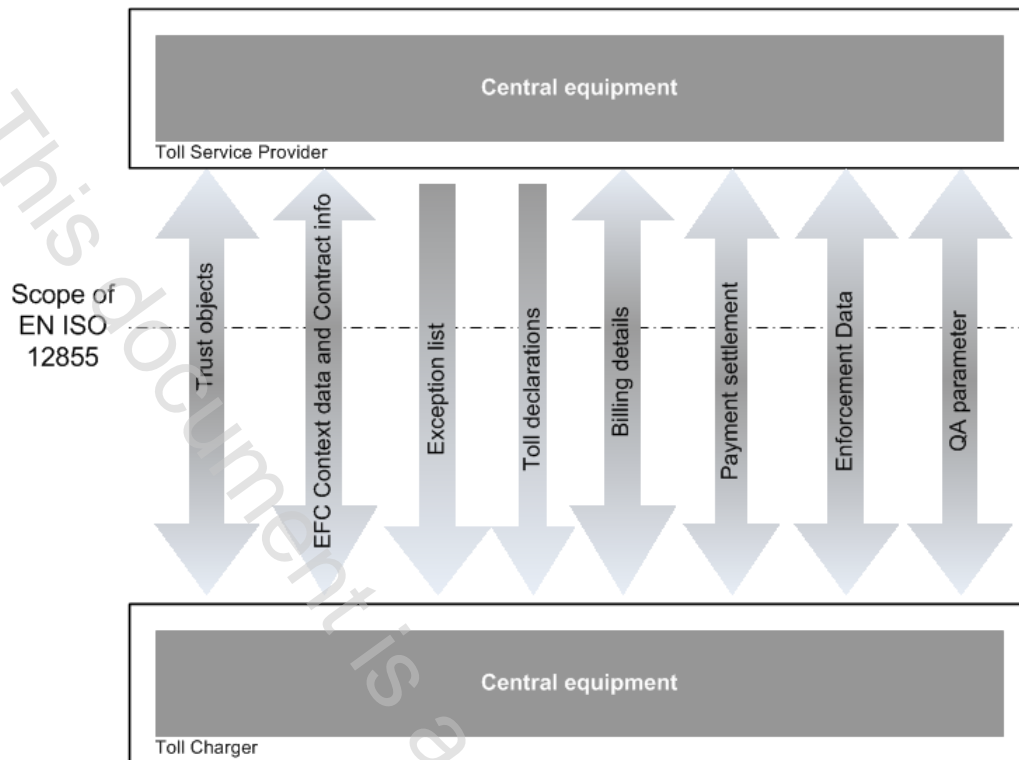 Central equipment
Toll Service Provider
Scope of
EN ISO
12855
Trust objects
EFC Context data and Contract info
Exception list
Toll declarations
Billing details
Payment settlement
Enforcement Data
QA parameter
Central equipment
Toll Charger
This document is a